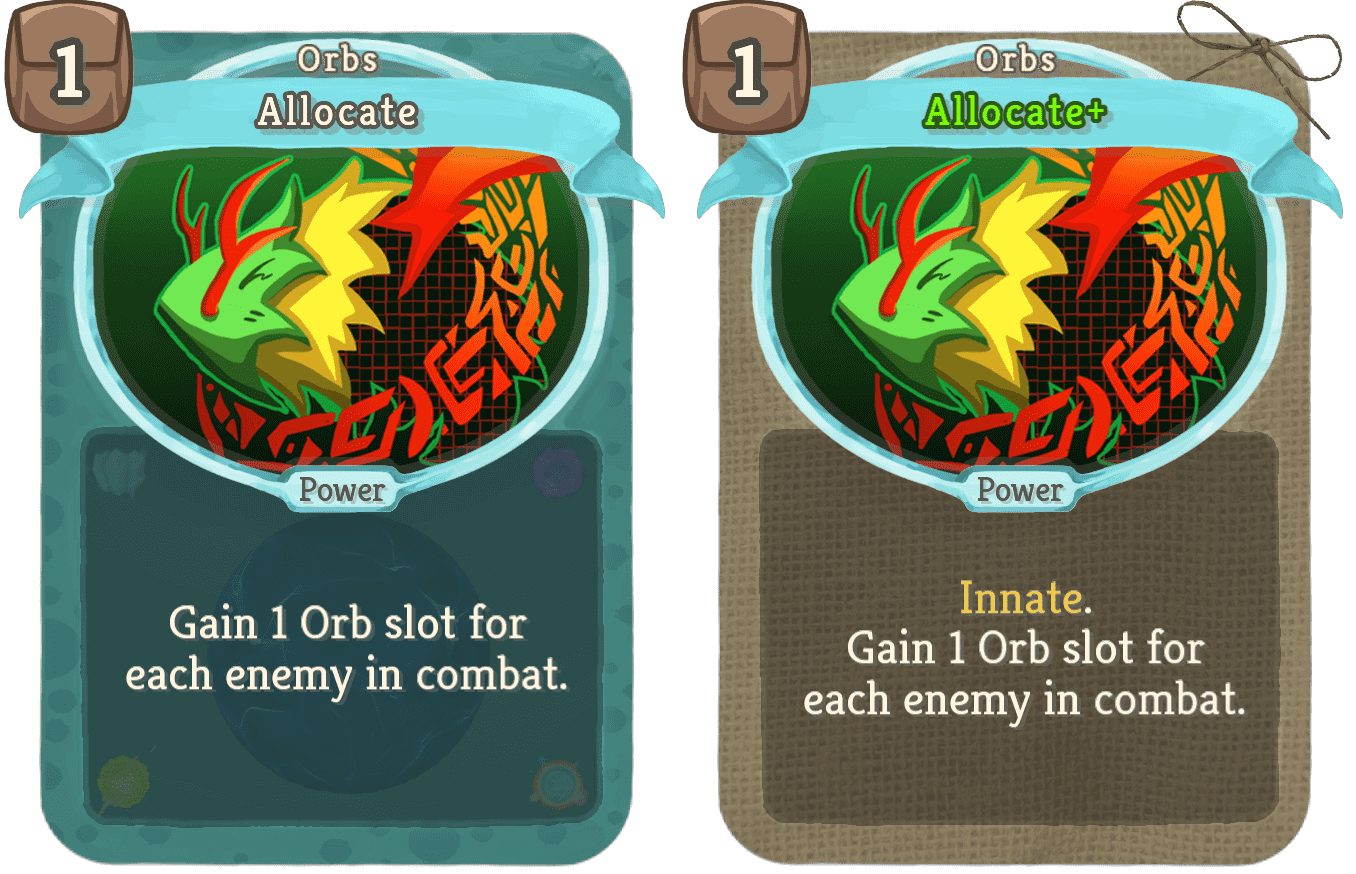 1
Orbs
Allocate
Power
Gain 1 Orb slot for
each enemy in combat.
1
Orbs
Allocate+
Power
Innate.
Gain 1 Orb slot for
each enemy in combat.